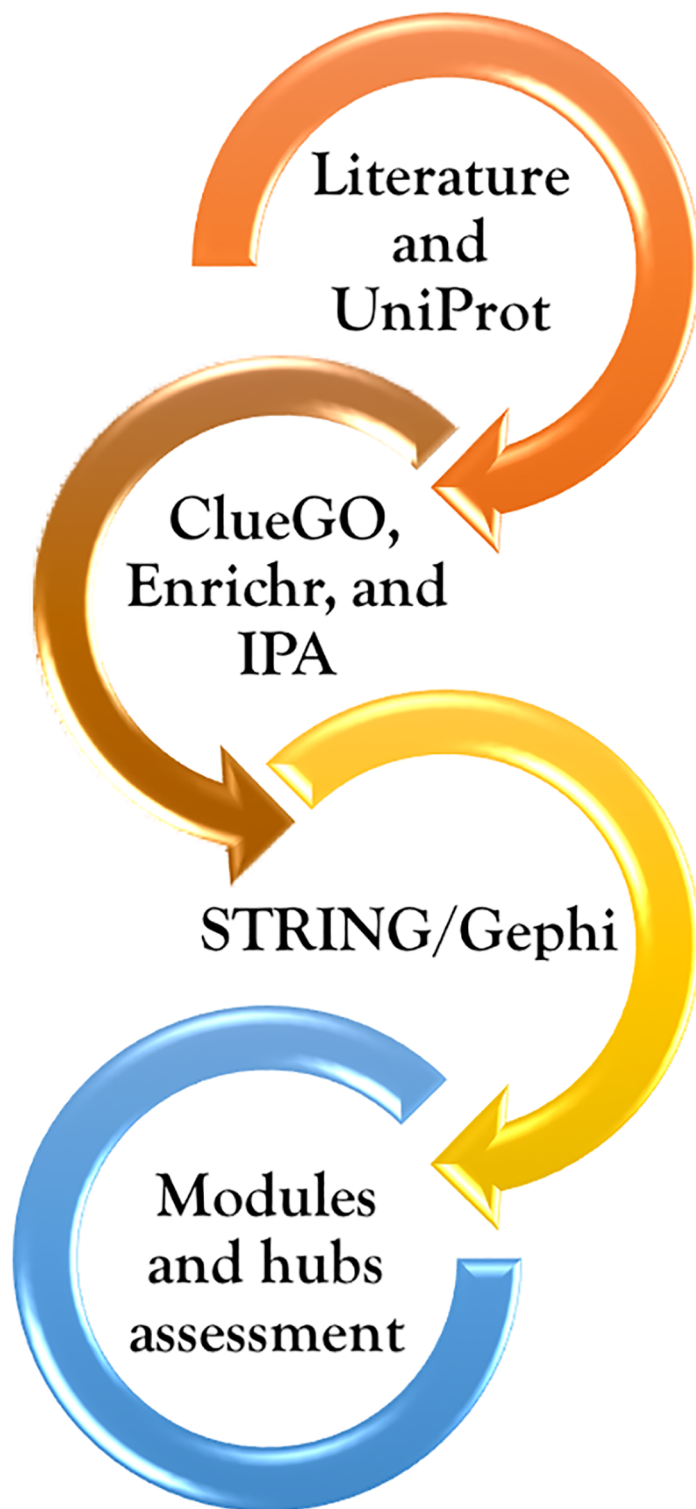 Literature
and
UniProt
ClueGO,
Enrichr, and
IPA
STRING/Gephi
Modules
and hubs
assessment